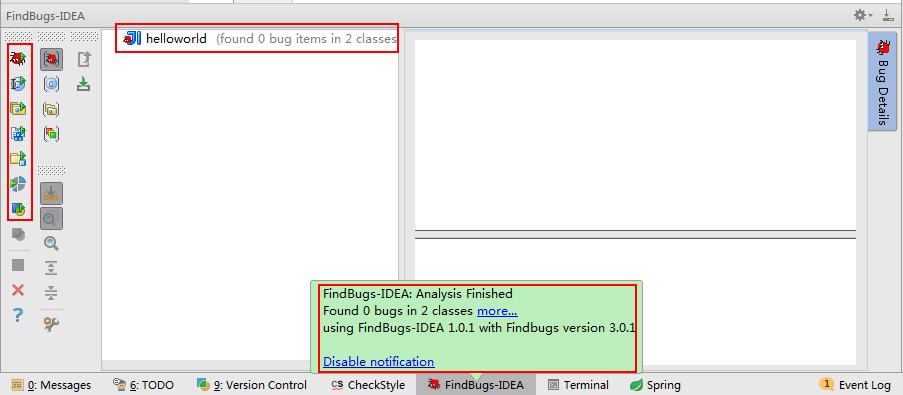 FindBugs-IDEA
helloworld (found 0 bug items in 2 classes
Bug Details
FindBugs-IDEA: Analysis Finished
Found 0 bugs in 2 classes more...
using FindBugs-IDEA 1.0.1 with Findbugs version 3.0.1
Disable notification
0: Messages 6: TODO 9: Version Control CS CheckStyle FindBugs-IDEA Terminal Spring 1 Event Log